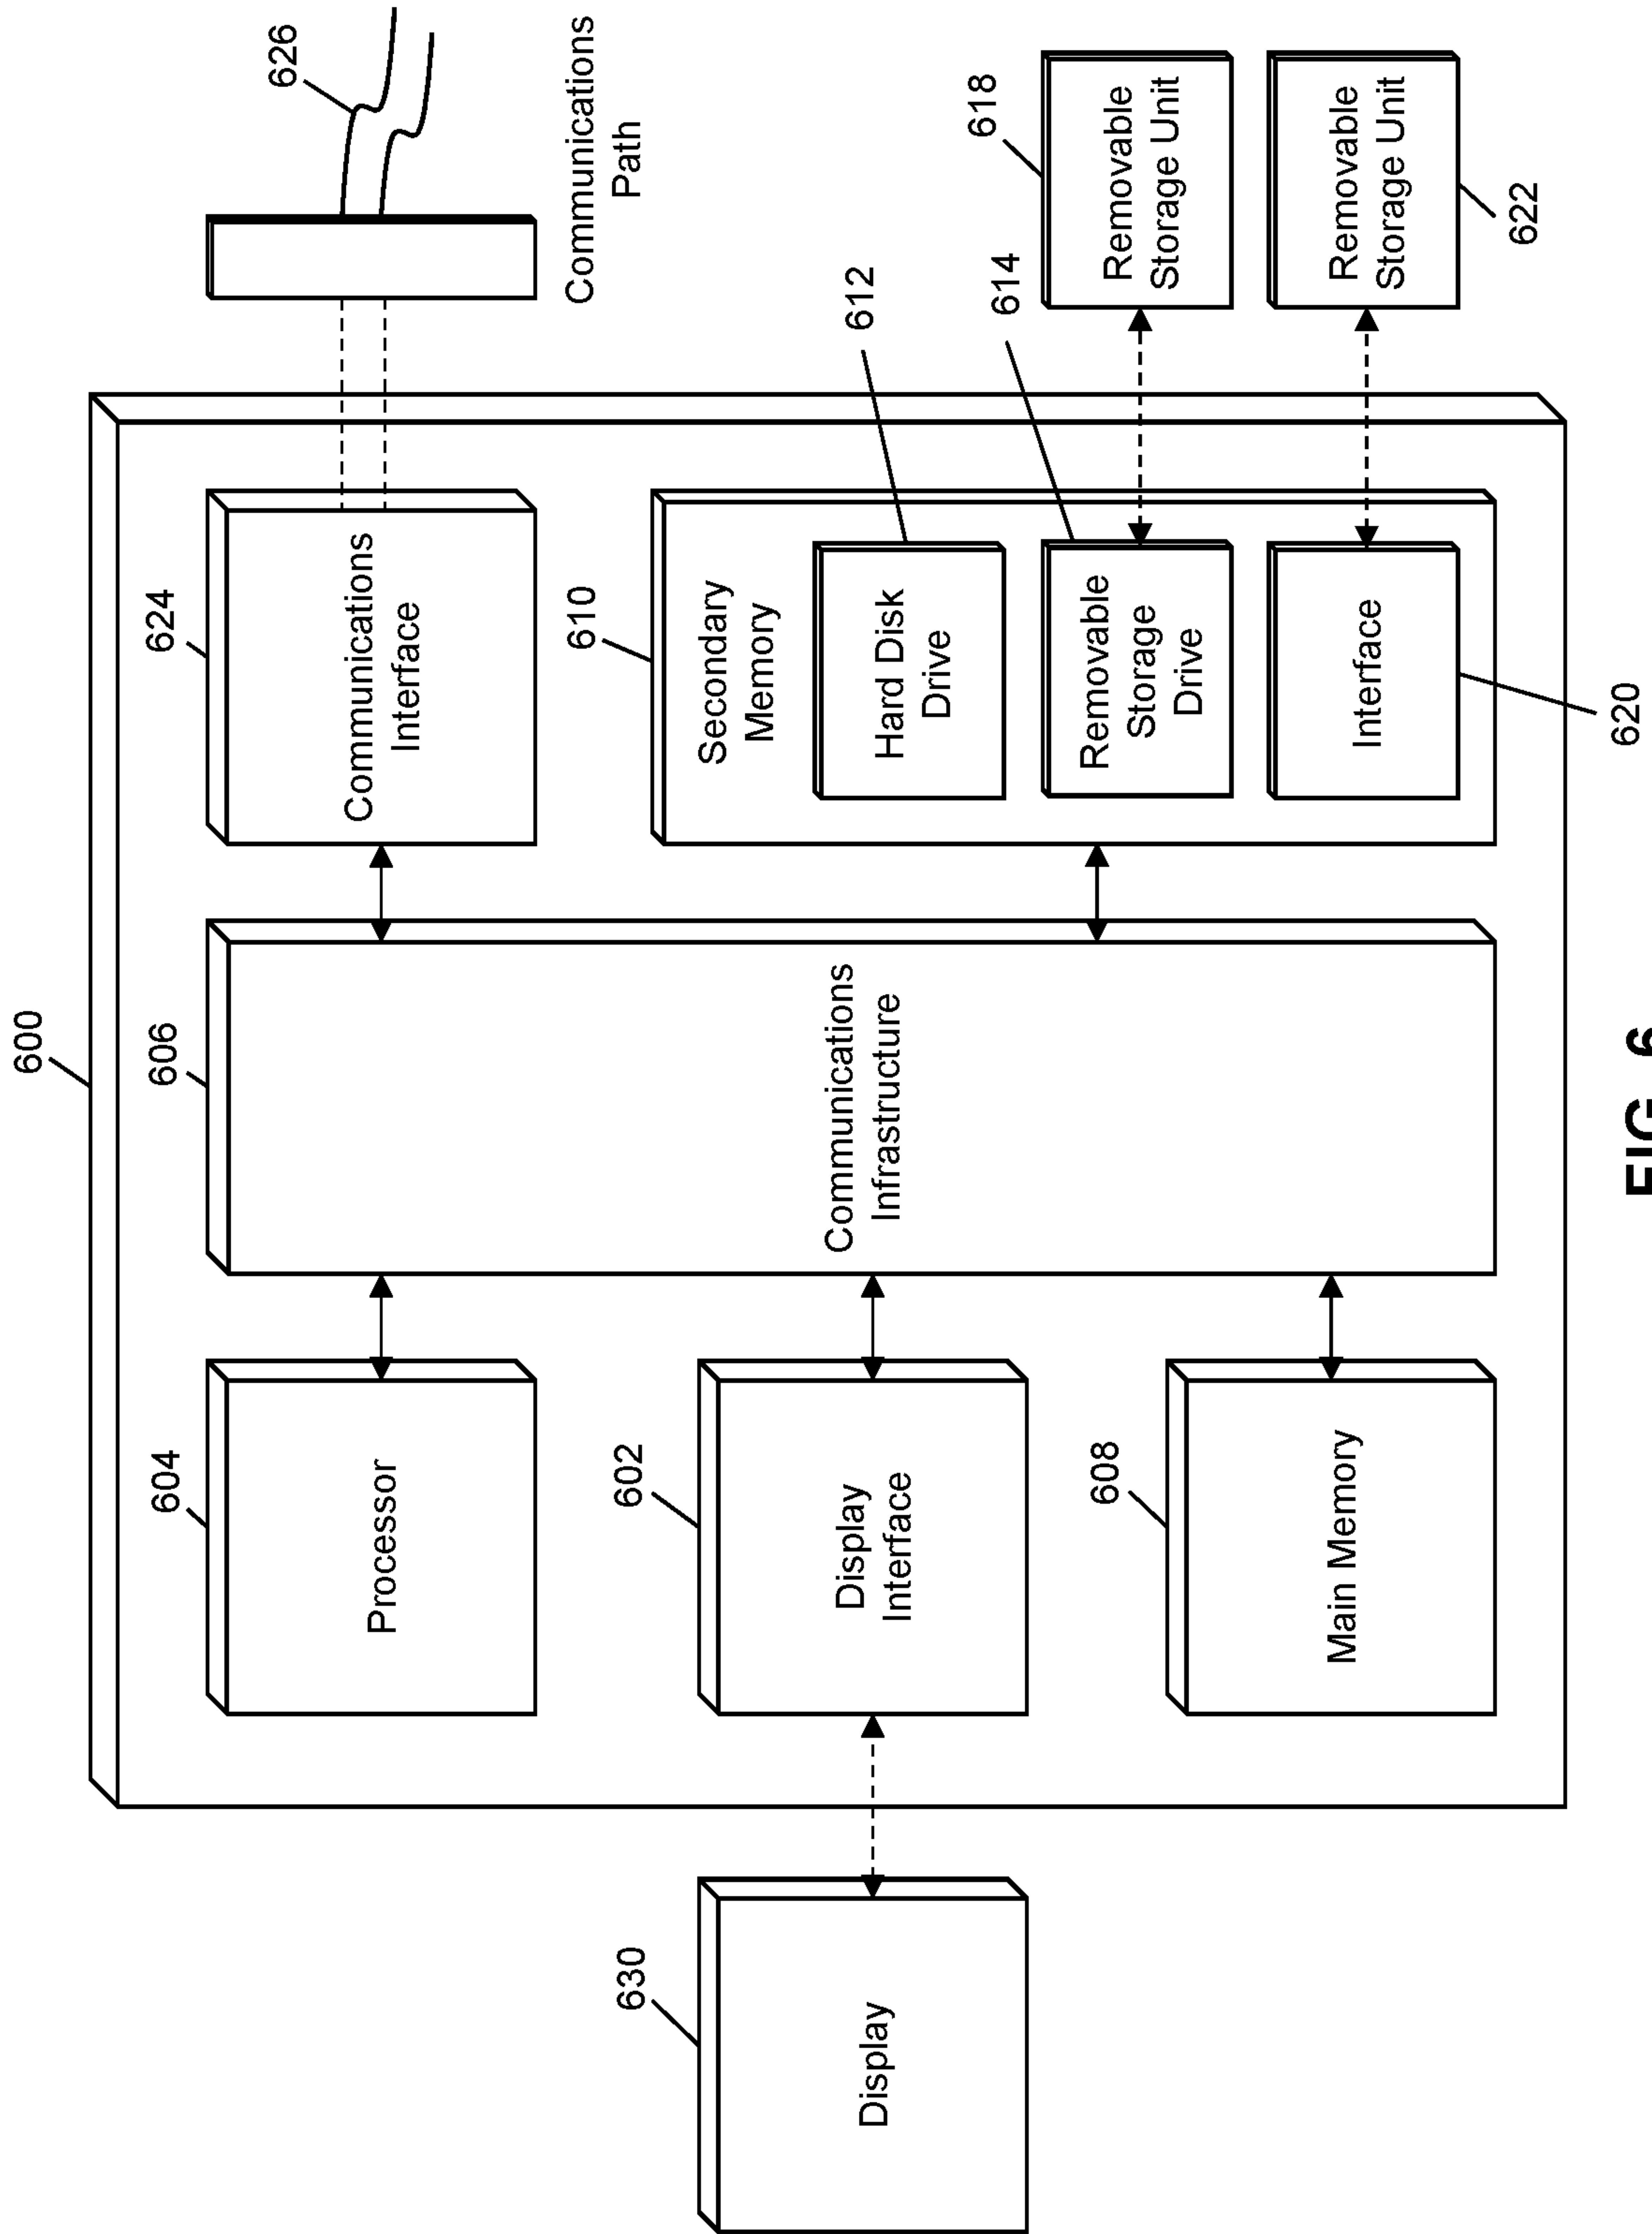 600
604
606
624
626
Processor
Communications
Interface
Communications
Path
630
602
610
Display
Display
Interface
Communications
Infrastructure
Secondary
Memory
612
Hard Disk
Drive
608
Main Memory
614
Removable
Storage
Drive
618
Removable
Storage Unit
Interface
620
Removable
Storage Unit
622
FIG. 6